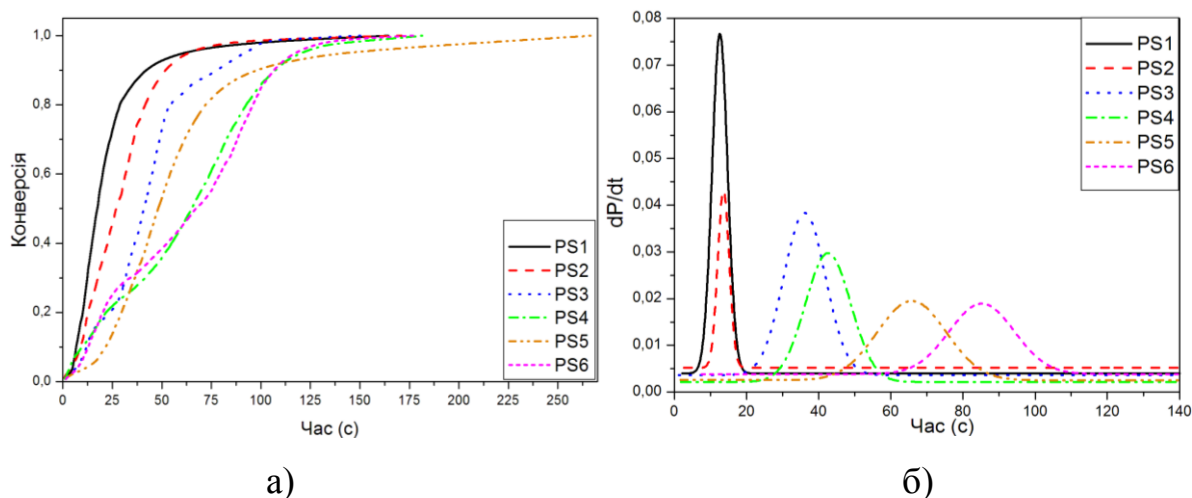 1,0
0,8
0,6
0,4
0,2
0,0
Конверсія
0 25 50 75 100 125 150 175 200 225 250
Час (с)
PS1
PS2
PS3
PS4
PS5
PS6
а)
0,08
0,07
0,06
0,05
0,04
0,03
0,02
0,01
0,00
dP/dt
0 20 40 60 80 100 120 140
Час (с)
PS1
PS2
PS3
PS4
PS5
PS6
б)